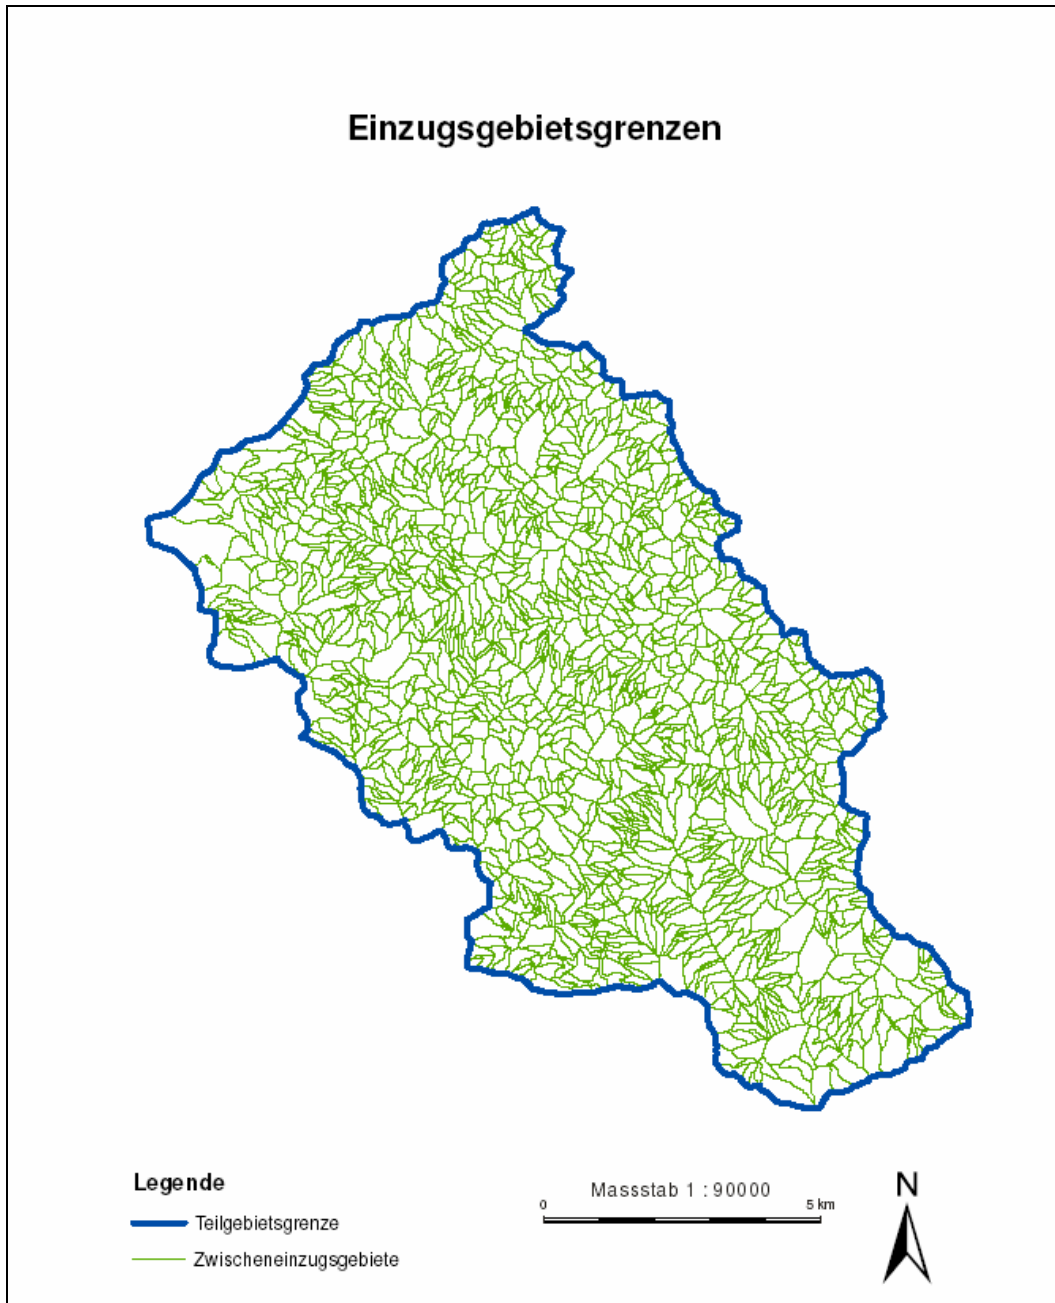 Einzugsgebietsgrenzen
Legende
Teilgebietsgrenze
Zwischeneinzugsgebiete
Massstab 1 : 90000
0 5 km
N